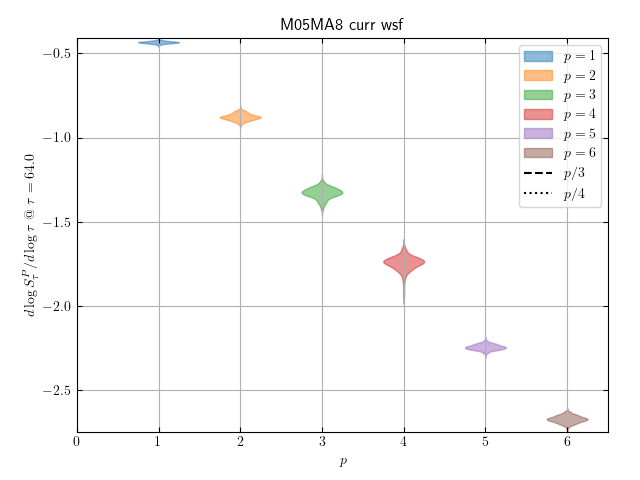 M05MA8 curr wsf
d log S_τ^P / d log τ @ τ = 64.0
−0.5
−1.0
−1.5
−2.0
−2.5
0 1 2 3 4 5 6
p
p = 1
p = 2
p = 3
p = 4
p = 5
p = 6
p/3
p/4